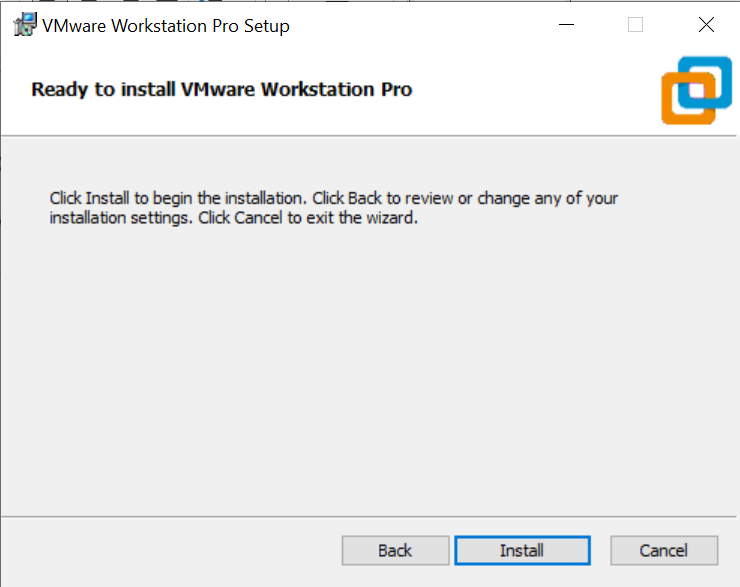 VMware Workstation Pro Setup
Ready to install VMware Workstation Pro
Click Install to begin the installation. Click Back to review or change any of your
installation settings. Click Cancel to exit the wizard.
Back Install Cancel